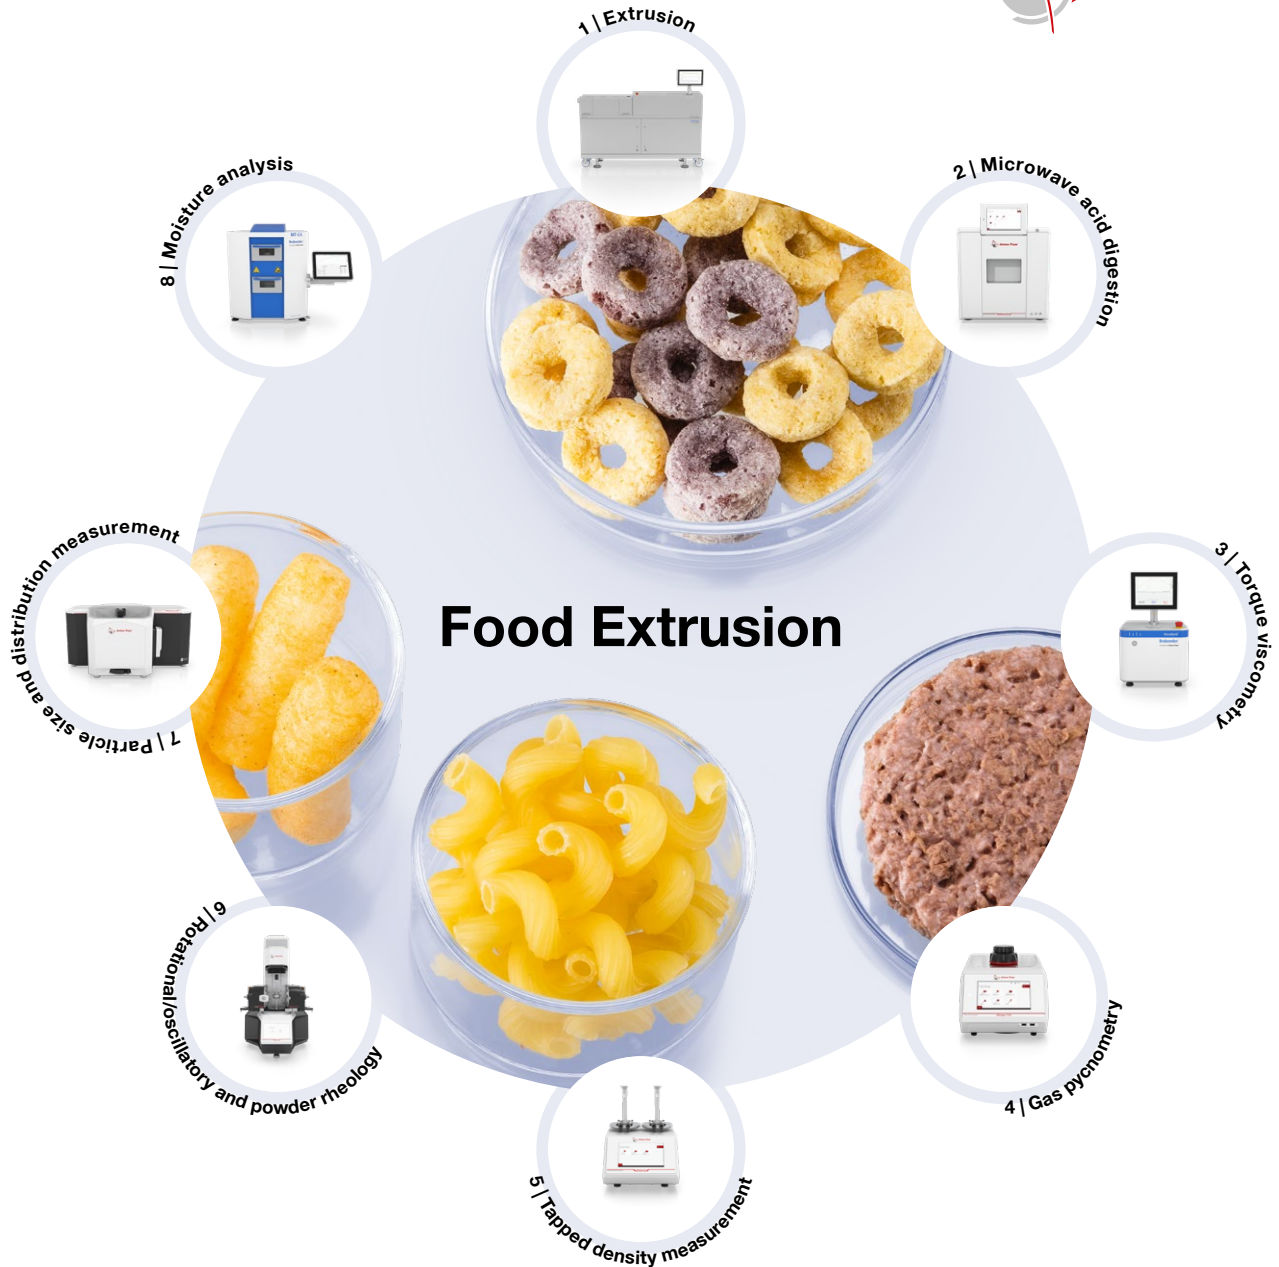 1 | Extrusion
2 | Microwave acid digestion
3 | Torque viscometry
4 | Gas pycnometry
5 | Tapped density measurement
6 | Rotational/oscillatory and powder rheology
7 | Particle size and distribution measurement
8 | Moisture analysis
Food Extrusion